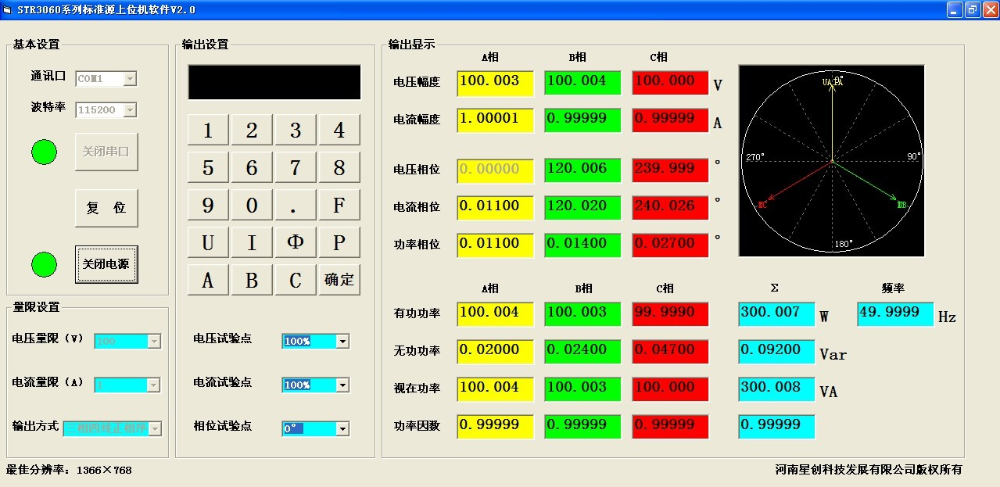 STR3060系列标准源上位机软件V2.0
基本设置
通讯口 COM1
波特率 115200
关闭串口
复 位
关闭电源
量限设置
电压量限（V） 100
电流量限（A） 1
输出方式 三相四线正相序
输出设置
1 2 3 4
5 6 7 8
9 0 . F
U I Φ P
A B C 确定
电压试验点 100%
电流试验点 100%
相位试验点 0°
输出显示
A相 B相 C相
电压幅度 100.003 100.004 100.000 V
电流幅度 1.00001 0.99999 0.99999 A
电压相位 0.00000 120.006 239.999 °
电流相位 0.01100 120.020 240.026 °
功率相位 0.01100 0.01400 0.02700 °
0°
270° 90°
180°
A相 B相 C相 Σ 频率
有功功率 100.004 100.003 99.9990 300.007 W 49.9999 Hz
无功功率 0.02000 0.02400 0.04700 0.09200 Var
视在功率 100.004 100.003 100.000 300.008 VA
功率因数 0.99999 0.99999 0.99999 0.99999
最佳分辨率：1366×768
河南星创科技发展有限公司版权所有